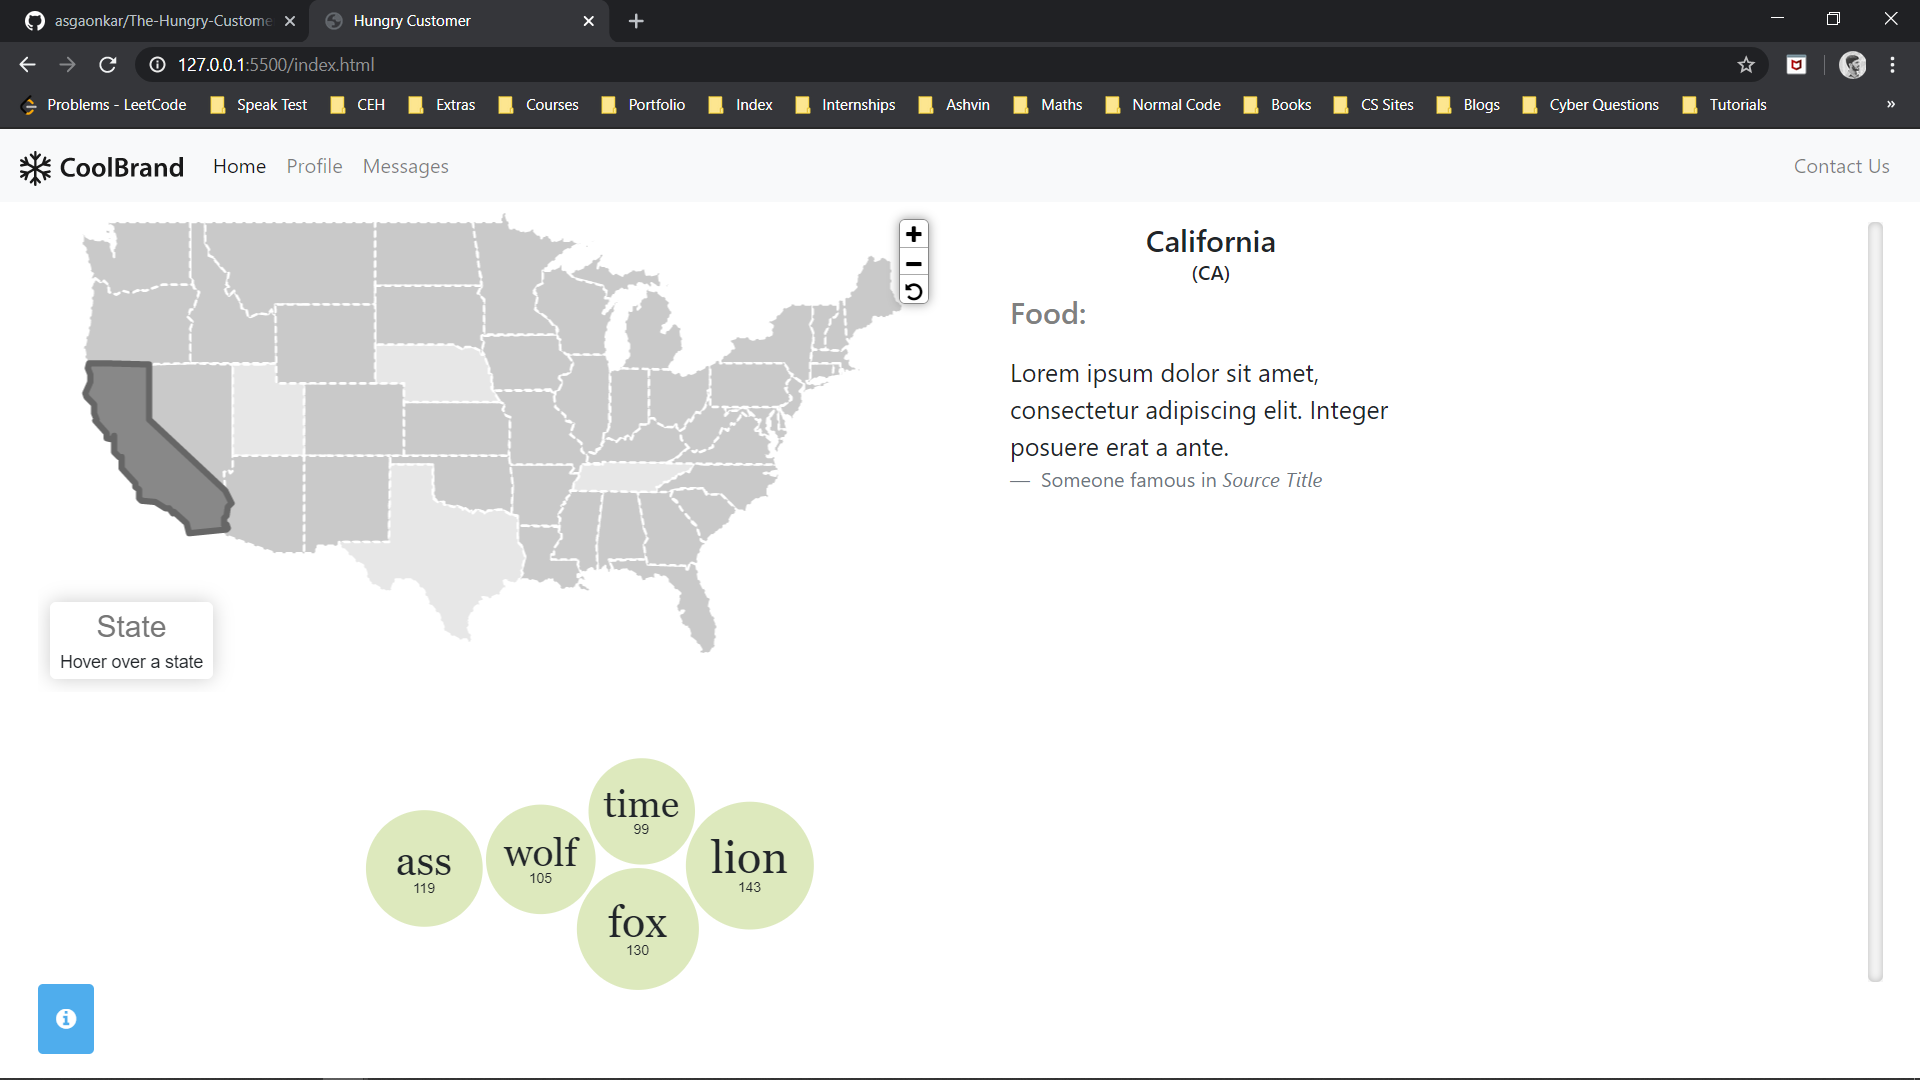 asgaonkar/The-Hungry-Custome
Hungry Customer
127.0.0.1:5500/index.html
Problems - LeetCode Speak Test CEH Extras Courses Portfolio Index Internships Ashvin Maths Normal Code Books CS Sites Blogs Cyber Questions Tutorials »
CoolBrand Home Profile Messages Contact Us
California
(CA)
Food:
Lorem ipsum dolor sit amet,
consectetur adipiscing elit. Integer
posuere erat a ante.
— Someone famous in Source Title
State
Hover over a state
time
99
wolf
105
ass
119
lion
143
fox
130